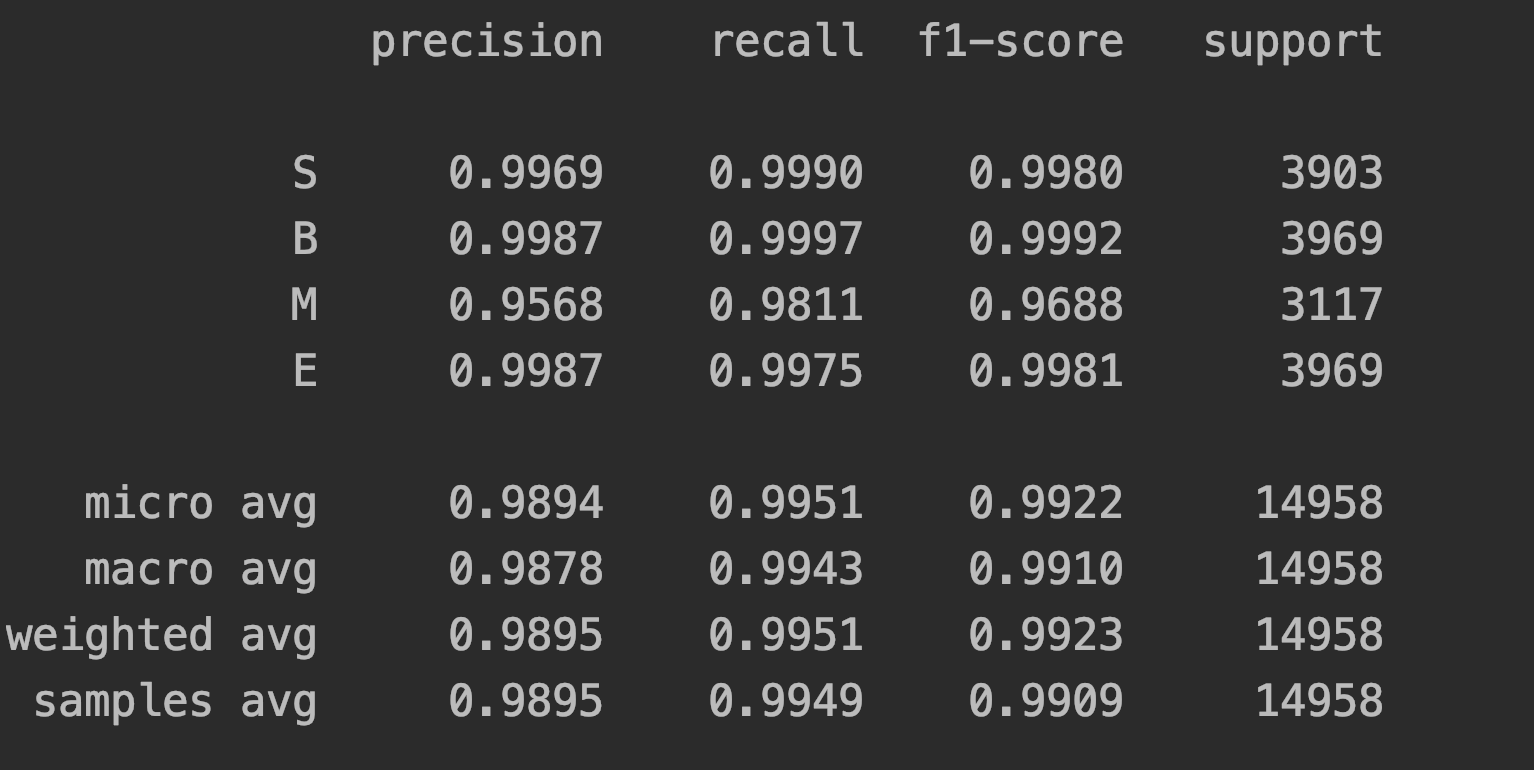 precision recall f1-score support
S 0.9969 0.9990 0.9980 3903
B 0.9987 0.9997 0.9992 3969
M 0.9568 0.9811 0.9688 3117
E 0.9987 0.9975 0.9981 3969
micro avg 0.9894 0.9951 0.9922 14958
macro avg 0.9878 0.9943 0.9910 14958
weighted avg 0.9895 0.9951 0.9923 14958
samples avg 0.9895 0.9949 0.9909 14958